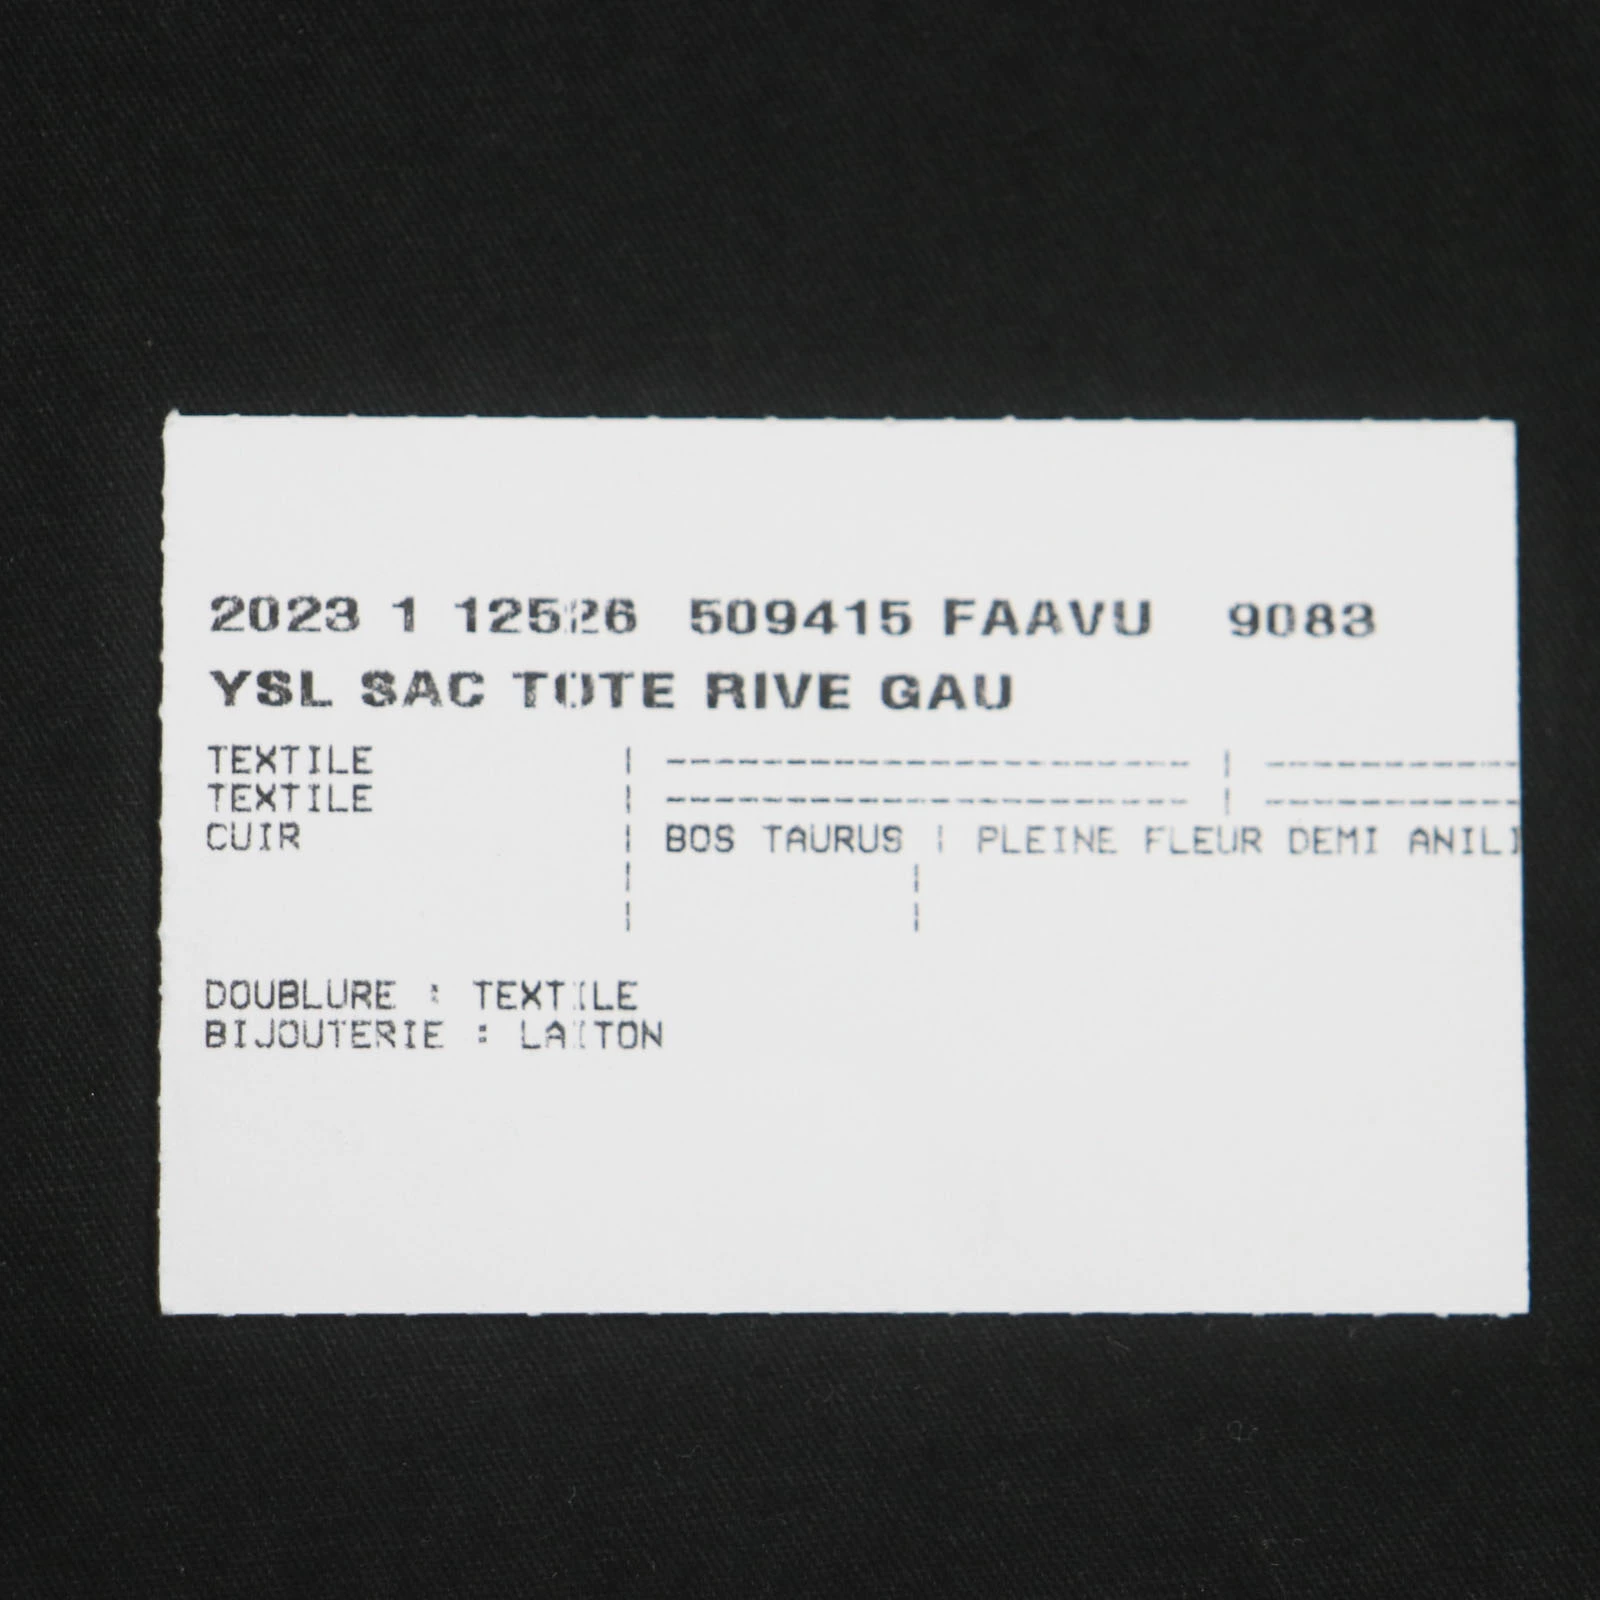 2023 1 12526 509415 FAAVU 9083
YSL SAC TOTE RIVE GAU
TEXTILE | ---------------------- | -----------
TEXTILE | ---------------------- | -----------
CUIR | BOS TAURUS | PLEINE FLEUR DEMI ANILI
DOUBLURE : TEXTILE
BIJOUTERIE : LAITON